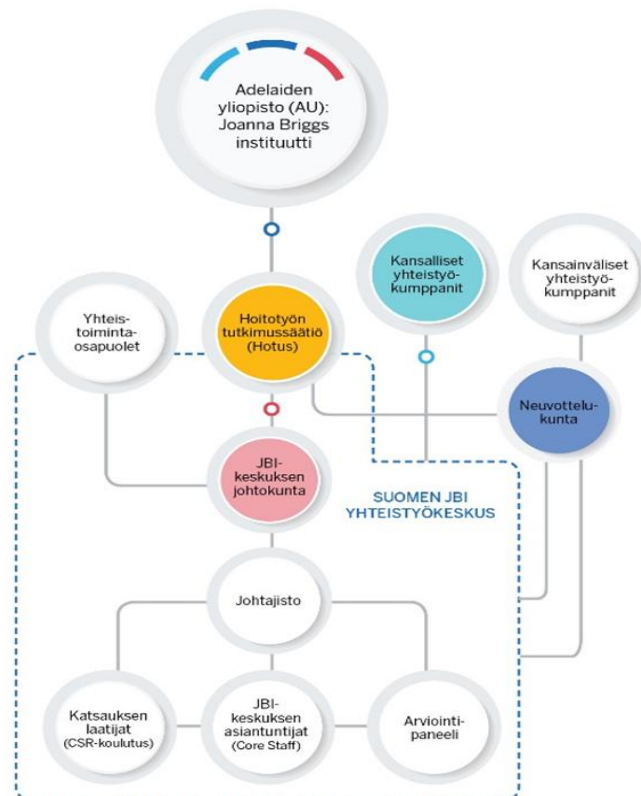 Adelaiden
yliopisto (AU):
Joanna Briggs
instituutti
Kansalliset
yhteistyö-
kumppanit
Kansainväliset
yhteistyö-
kumppanit
Yhteis-
toiminta-
osapuolet
Hoitotyön
tutkimussäätiö
(Hotus)
Neuvottelu-
kunta
JBI-
keskuksen
johtokunta
SUOMEN JBI
YHTEISTYÖKESKUS
Johtajisto
Katsauksen
laatijat
(CSR-koulutus)
JBI-
keskuksen
asiantuntijat
(Core Staff)
Arviointi-
paneeli